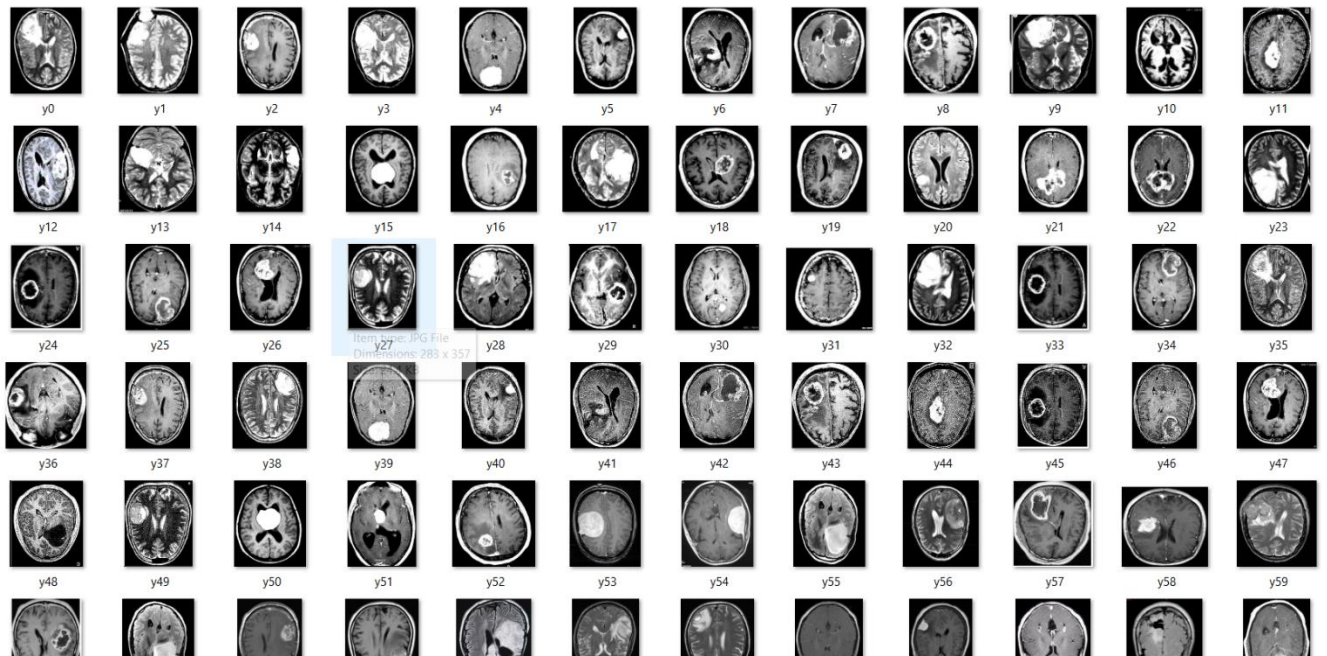 y0 y1 y2 y3 y4 y5 y6 y7 y8 y9 y10 y11
y12 y13 y14 y15 y16 y17 y18 y19 y20 y21 y22 y23
y24 y25 y26 y27 y28 y29 y30 y31 y32 y33 y34 y35
Item type: JPG File
Dimensions: 283 x 357
y36 y37 y38 y39 y40 y41 y42 y43 y44 y45 y46 y47
y48 y49 y50 y51 y52 y53 y54 y55 y56 y57 y58 y59